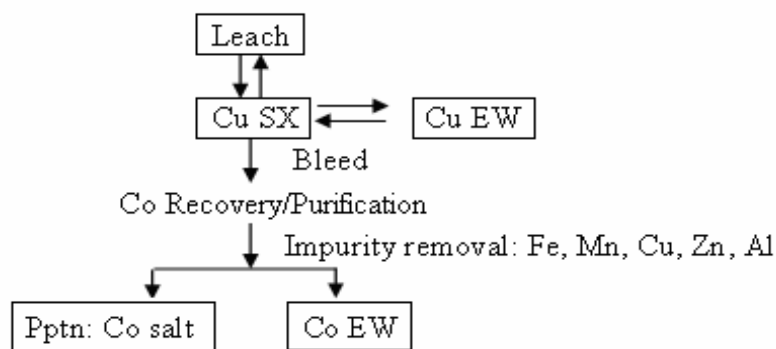 Leach
Cu SX
Cu EW
Bleed
Co Recovery/Purification
Impurity removal: Fe, Mn, Cu, Zn, Al
Pptn: Co salt
Co EW